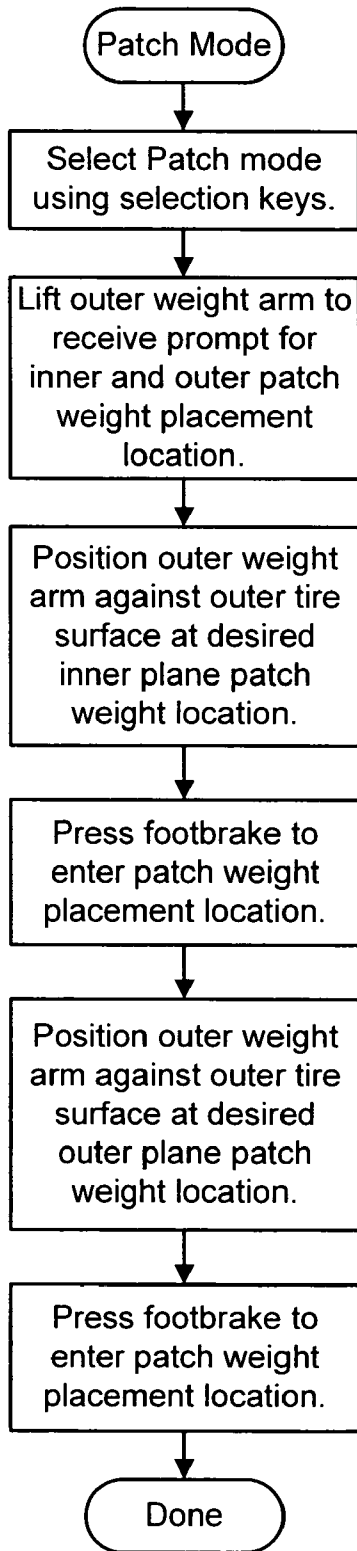 Patch Mode
Select Patch mode
using selection keys.
Lift outer weight arm to
receive prompt for
inner and outer patch
weight placement
location.
Position outer weight
arm against outer tire
surface at desired
inner plane patch
weight location.
Press footbrake to
enter patch weight
placement location.
Position outer weight
arm against outer tire
surface at desired
outer plane patch
weight location.
Press footbrake to
enter patch weight
placement location.
Done